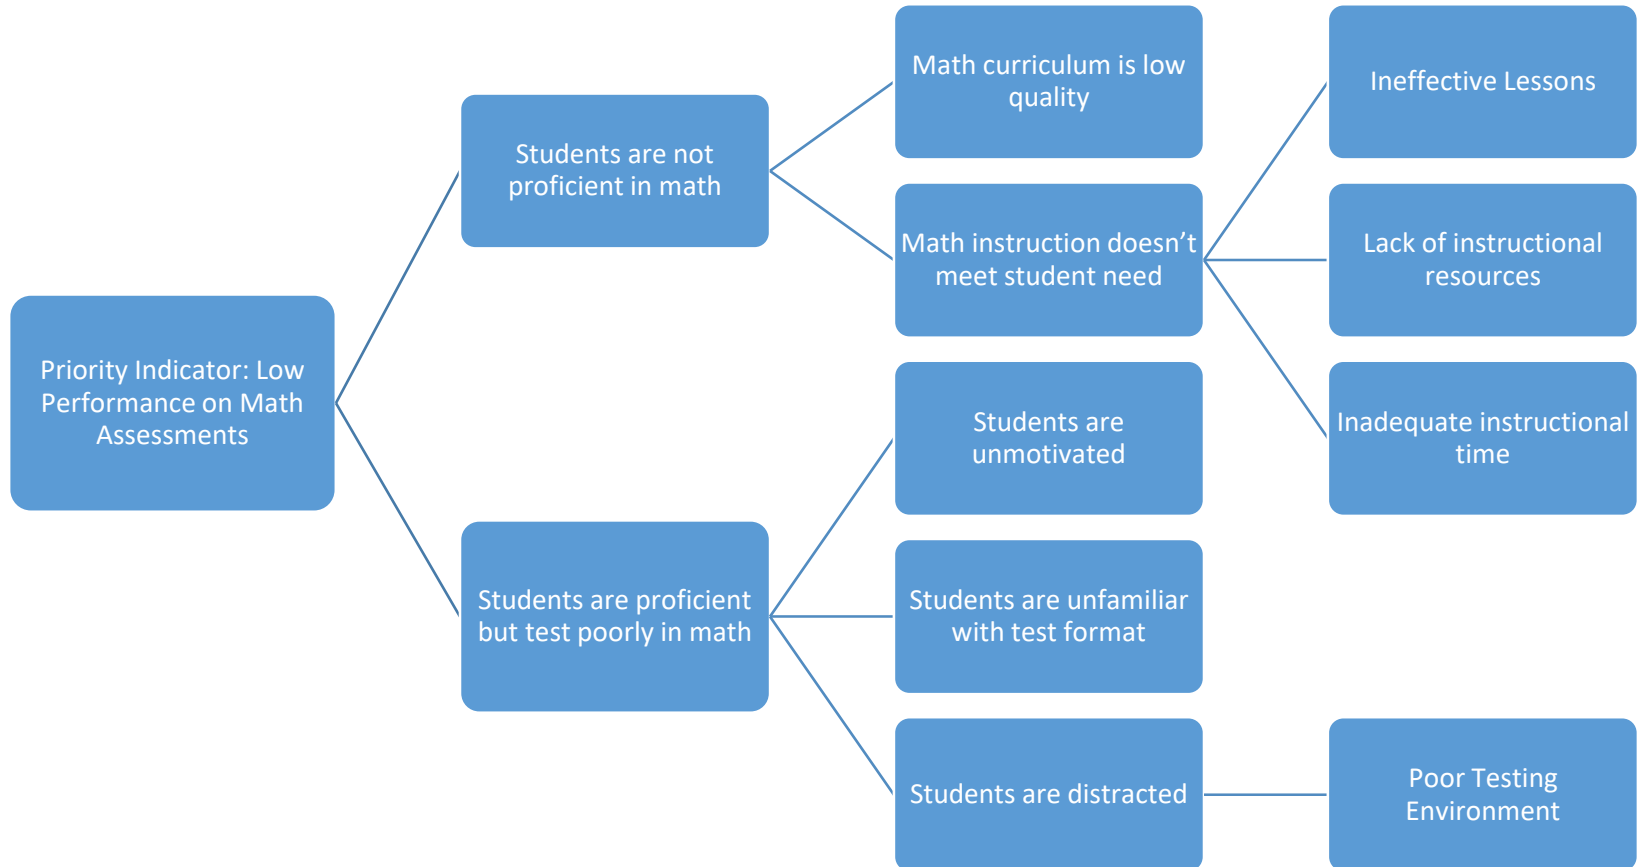 Priority Indicator: Low
Performance on Math
Assessments
Students are not
proficient in math
Math curriculum is low
quality
Math instruction doesn’t
meet student need
Ineffective Lessons
Lack of instructional
resources
Inadequate instructional
time
Students are proficient
but test poorly in math
Students are
unmotivated
Students are unfamiliar
with test format
Students are distracted
Poor Testing
Environment